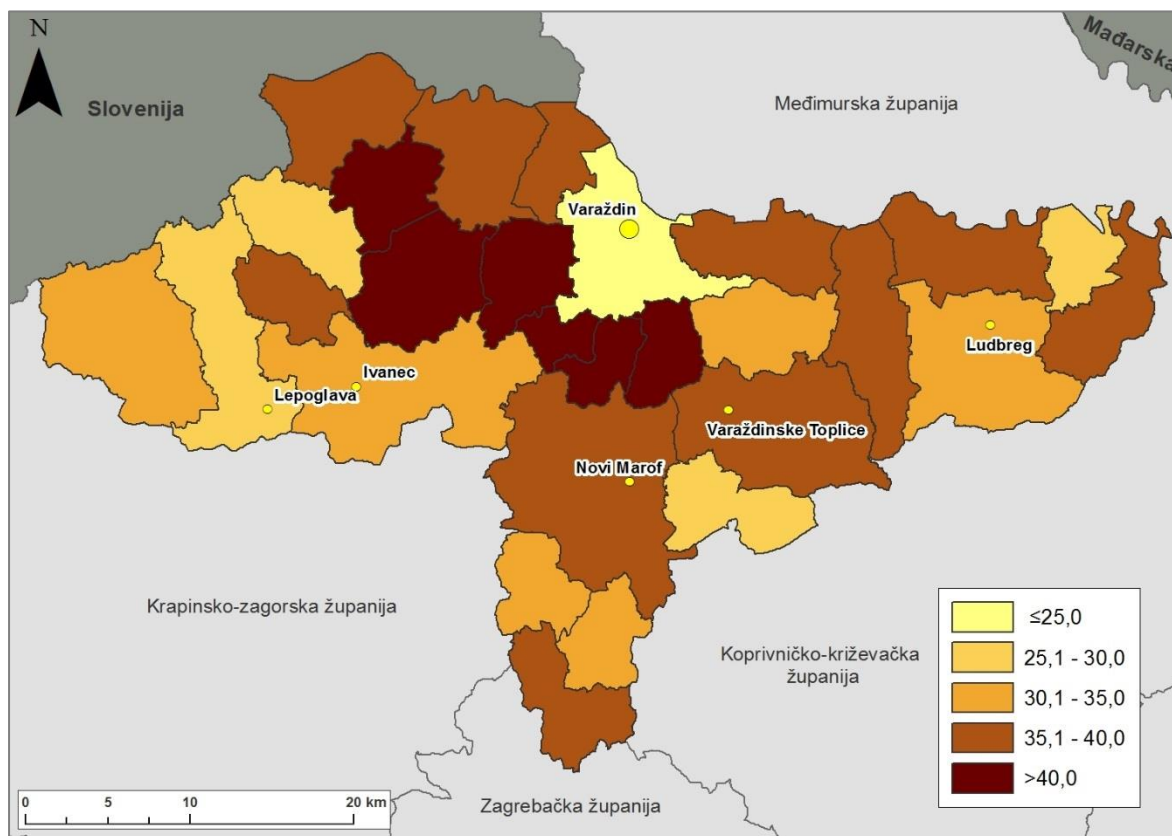 N
Slovenija
Mađarska
Međimurska županija
Varaždin
Ludbreg
Ivanec
Lepoglava
Varaždinske Toplice
Novi Marof
Krapinsko-zagorska županija
Koprivničko-križevačka
županija
Zagrebačka županija
≤25,0
25,1 - 30,0
30,1 - 35,0
35,1 - 40,0
>40,0
0 5 10 20 km